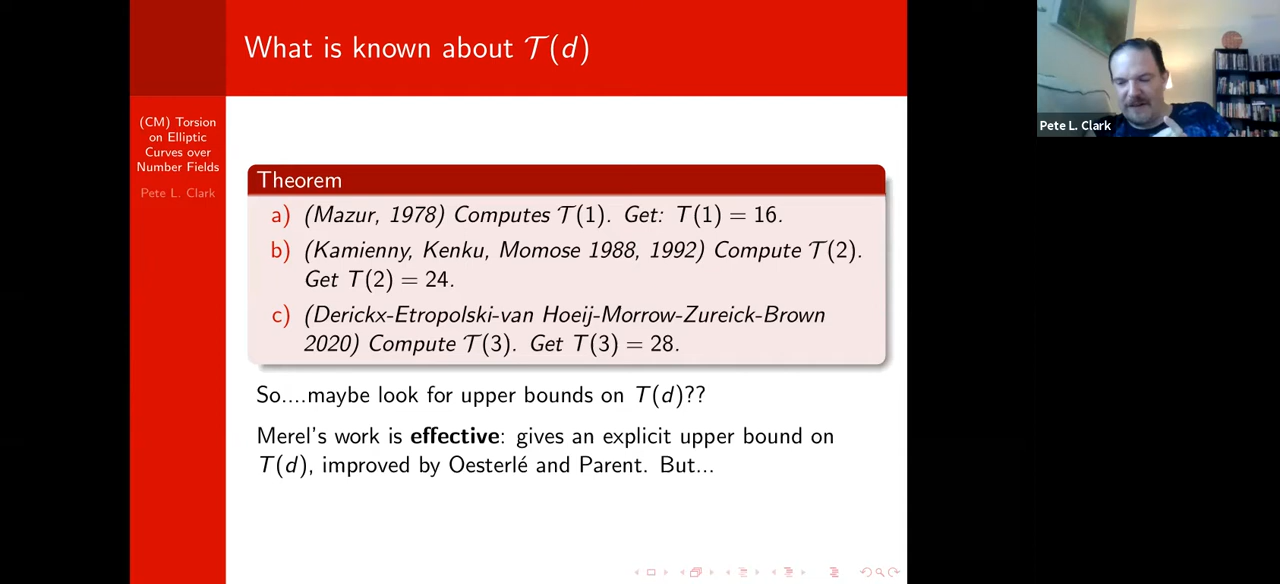 What is known about 𝒯(d)
(CM) Torsion
on Elliptic
Curves over
Number Fields
Pete L. Clark
Theorem
a) (Mazur, 1978) Computes 𝒯(1). Get: T(1) = 16.
b) (Kamienny, Kenku, Momose 1988, 1992) Compute 𝒯(2).
Get T(2) = 24.
c) (Derickx-Etropolski-van Hoeij-Morrow-Zureick-Brown
2020) Compute 𝒯(3). Get T(3) = 28.
So....maybe look for upper bounds on T(d)??
Merel's work is effective: gives an explicit upper bound on
T(d), improved by Oesterlé and Parent. But...
Pete L. Clark